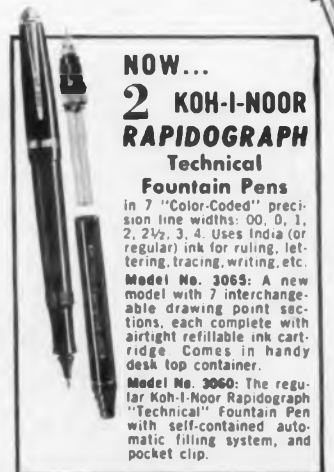 NOW...
2 KOH-I-NOOR
RAPIDOGRAPH
Technical
Fountain Pens
in 7 "Color-Coded" preci-
sion line widths: 00, 0, 1,
2, 2½, 3, 4. Uses India (or
regular) ink for ruling, let-
tering, tracing, writing, etc.
Model No. 3065: A new
model with 7 interchange-
able drawing point sec-
tions, each complete with
airtight refillable ink cart-
ridge. Comes in handy
desk top container.
Model No. 3060: The regu-
lar Koh-I-Noor Rapidograph
"Technical" Fountain Pen
with self-contained auto-
matic filling system, and
pocket clip.